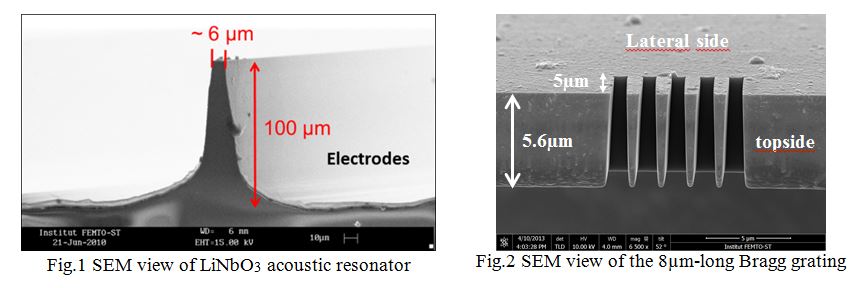 ~ 6 µm
100 µm
Electrodes
Institut FEMTO-ST
21-Jun-2010
WD= 6 mm
EHT=15.00 kV
10µm
Fig.1 SEM view of LiNbO3 acoustic resonator
Lateral side
5µm
5.6µm
topside
4/10/2013
4:03:28 PM
det
TLD
HV
10.00 kV
WD
4.0 mm
mag
6 500 x
tilt
52 °
5 µm
Institut FEMTO-ST
Fig.2 SEM view of the 8µm-long Bragg grating